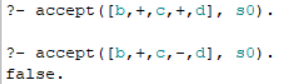 ?- accept([b,+,c,+,d], s0).
?- accept([b,+,c,-,d], s0).
false.